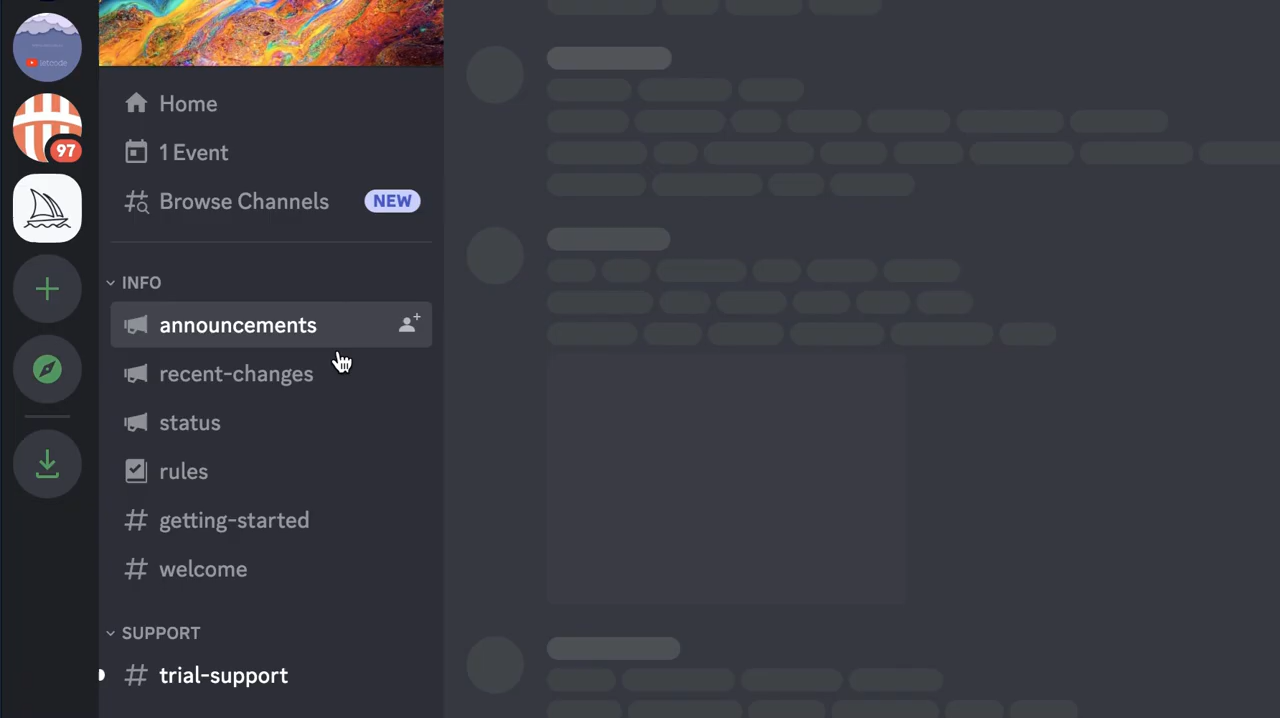 letcode
97
Home
1 Event
Browse Channels NEW
INFO
announcements
recent-changes
status
rules
getting-started
welcome
SUPPORT
trial-support